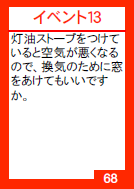 イベント13
灯油ストーブをつけて
いると空気が悪くなる
ので、換気のために窓
をあけてもいいです
か。
68